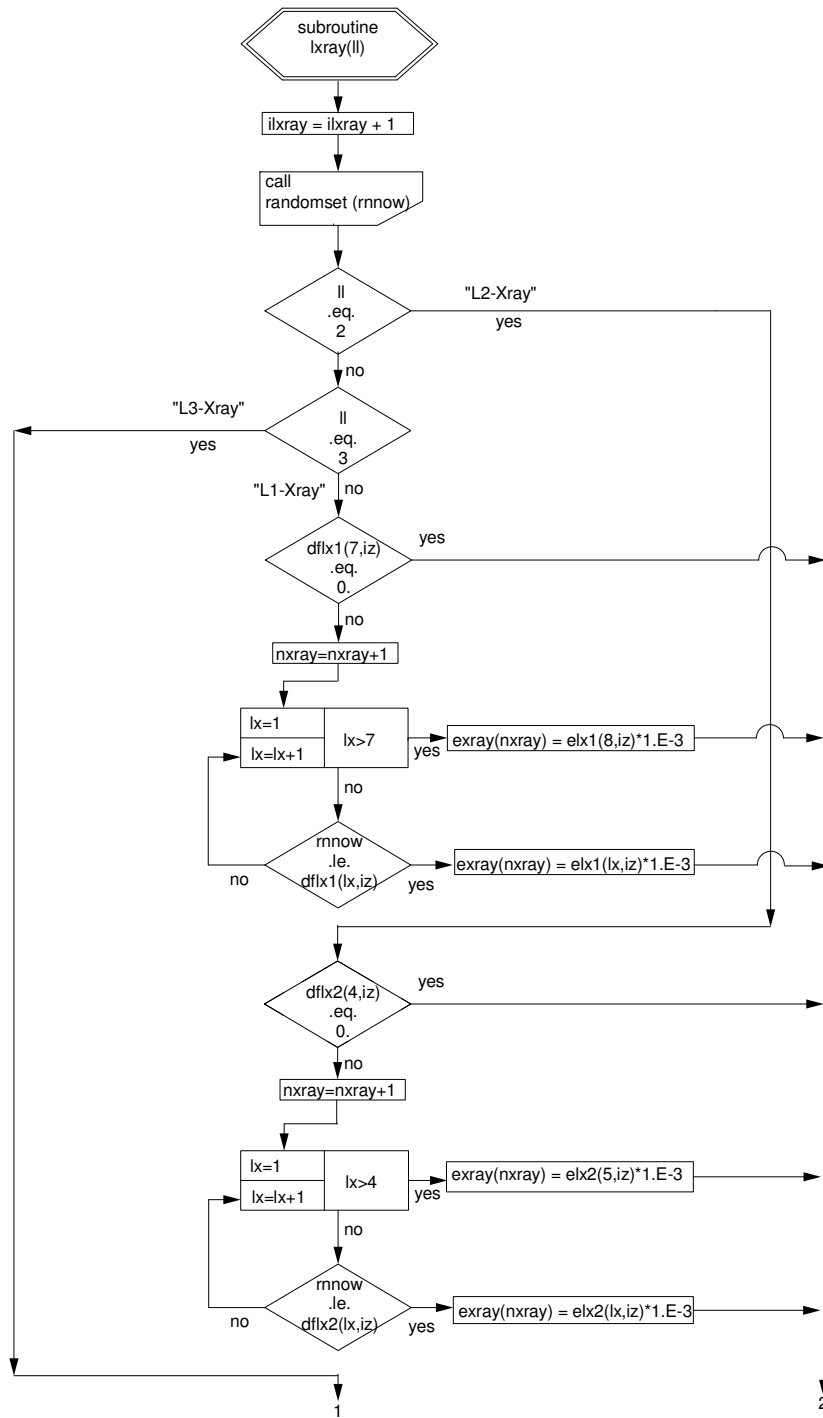 subroutine
lxray(ll)
ilxray = ilxray + 1
call
randomset (rnnow)
ll
.eq.
2
"L2-Xray"
yes
no
"L3-Xray"
yes
ll
.eq.
3
"L1-Xray"
no
dflx1(7,iz)
.eq.
0.
yes
no
nxray=nxray+1
lx=1
lx=lx+1
lx>7
yes
exray(nxray) = elx1(8,iz)*1.E-3
no
rnnow
.le.
dflx1(lx,iz)
no
yes
exray(nxray) = elx1(lx,iz)*1.E-3
dflx2(4,iz)
.eq.
0.
yes
no
nxray=nxray+1
lx=1
lx=lx+1
lx>4
yes
exray(nxray) = elx2(5,iz)*1.E-3
no
rnnow
.le.
dflx2(lx,iz)
no
yes
exray(nxray) = elx2(lx,iz)*1.E-3
1
2